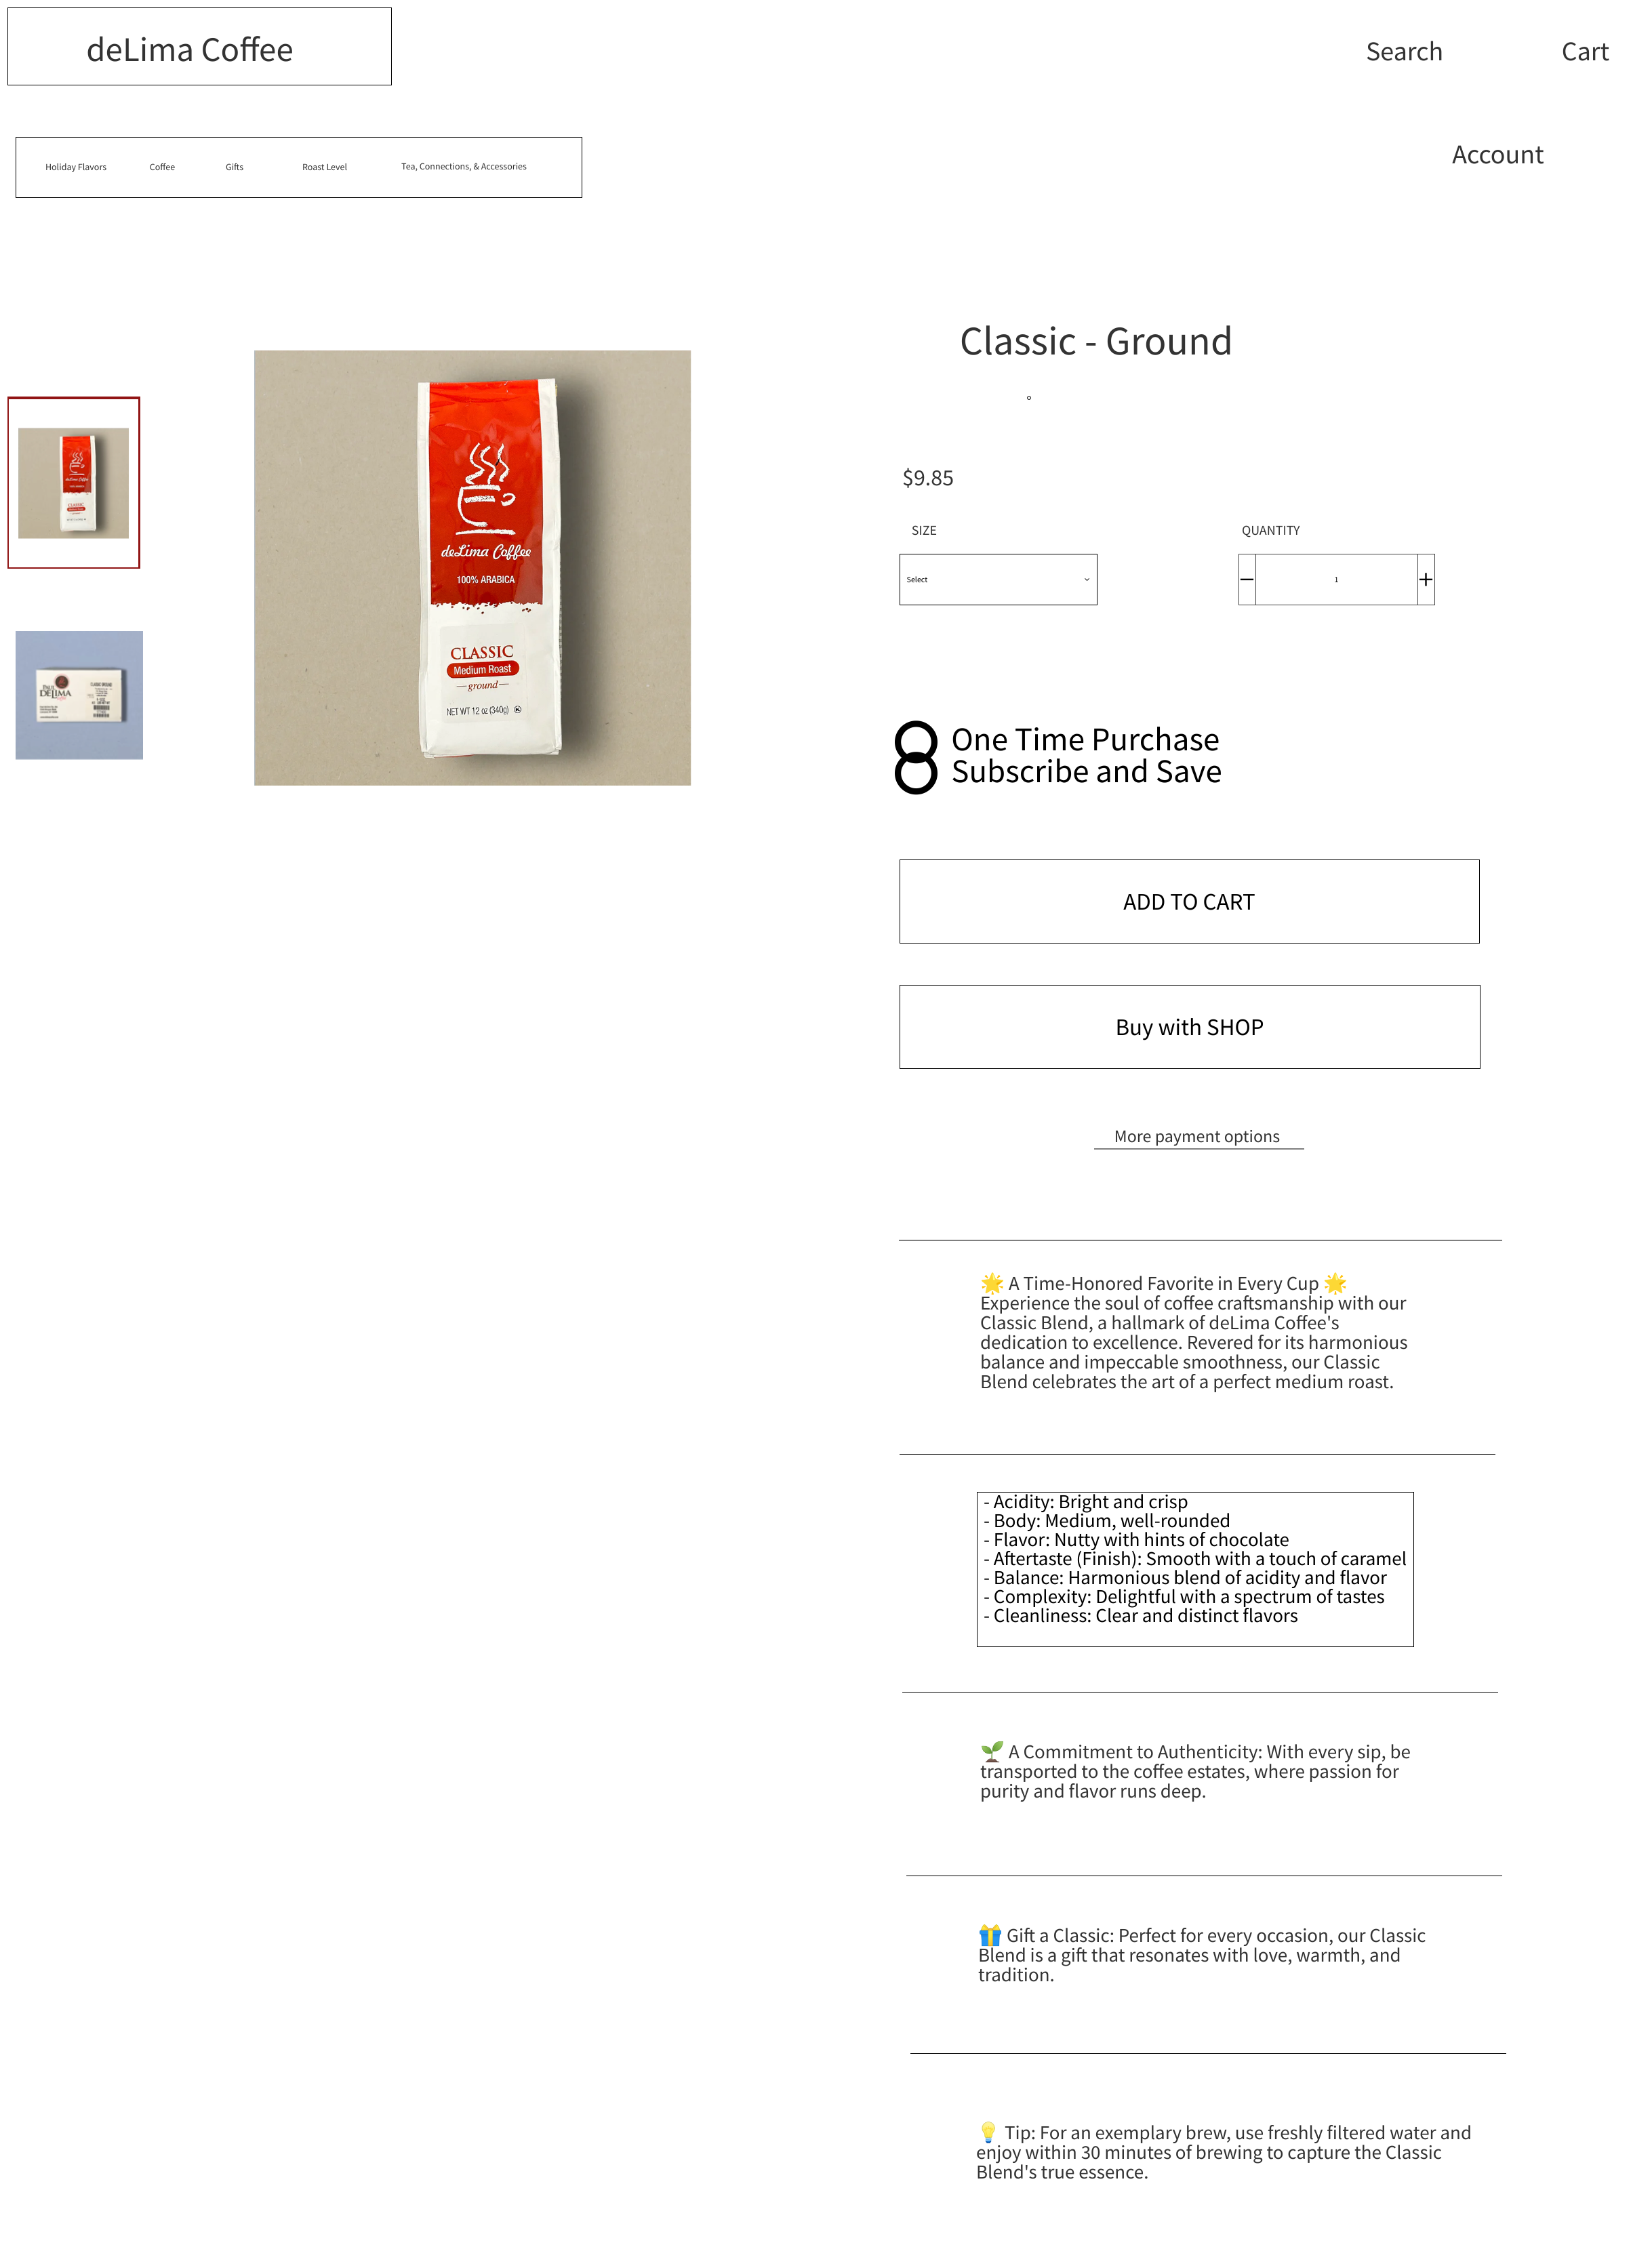 deLima Coffee
Search
Cart
Account
Holiday Flavors
Coffee
Gifts
Roast Level
Tea, Connections, & Accessories
Classic - Ground
deLima Coffee
100% ARABICA
CLASSIC
Medium Roast
ground
NET WT 12 oz (340g)
CLASSIC
DELIMA
$9.85
SIZE
QUANTITY
Select
1
One Time Purchase
Subscribe and Save
ADD TO CART
Buy with SHOP
More payment options
🌟 A Time-Honored Favorite in Every Cup 🌟
Experience the soul of coffee craftsmanship with our
Classic Blend, a hallmark of deLima Coffee's
dedication to excellence. Revered for its harmonious
balance and impeccable smoothness, our Classic
Blend celebrates the art of a perfect medium roast.
- Acidity: Bright and crisp
- Body: Medium, well-rounded
- Flavor: Nutty with hints of chocolate
- Aftertaste (Finish): Smooth with a touch of caramel
- Balance: Harmonious blend of acidity and flavor
- Complexity: Delightful with a spectrum of tastes
- Cleanliness: Clear and distinct flavors
🌱 A Commitment to Authenticity: With every sip, be
transported to the coffee estates, where passion for
purity and flavor runs deep.
🎁 Gift a Classic: Perfect for every occasion, our Classic
Blend is a gift that resonates with love, warmth, and
tradition.
💡 Tip: For an exemplary brew, use freshly filtered water and
enjoy within 30 minutes of brewing to capture the Classic
Blend's true essence.